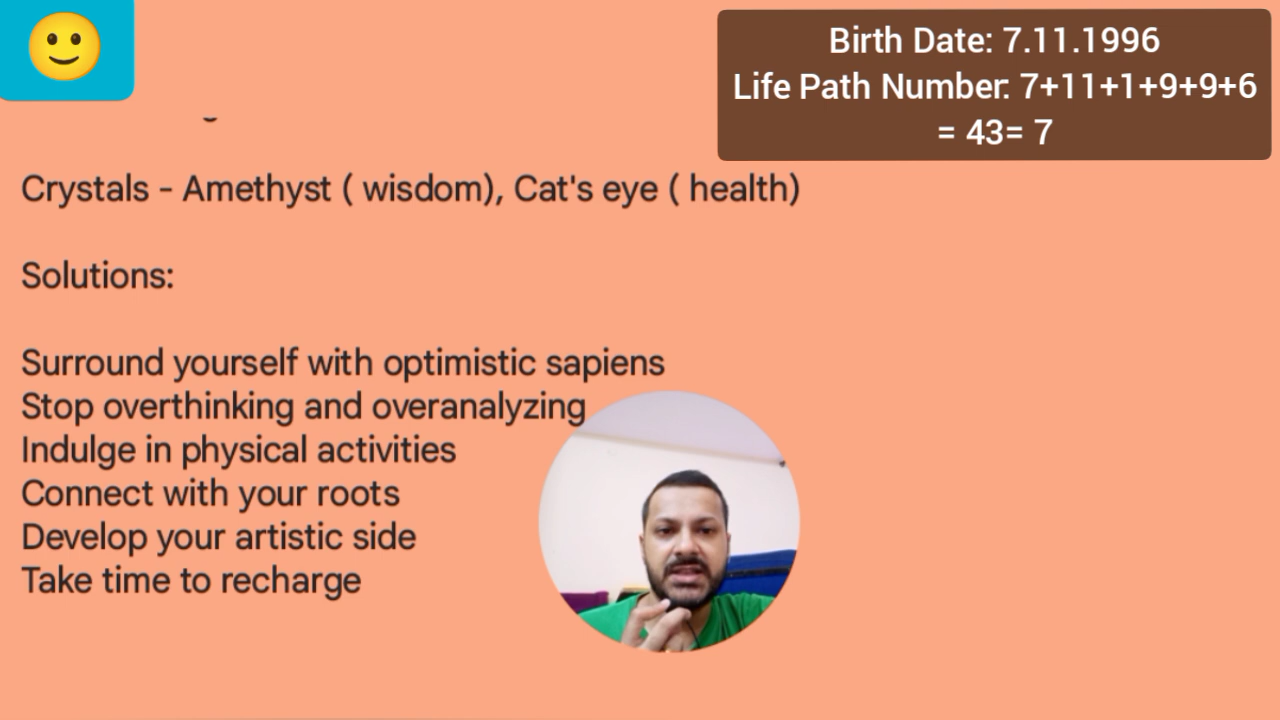 Birth Date: 7.11.1996
Life Path Number: 7+11+1+9+9+6
= 43= 7
Crystals - Amethyst ( wisdom), Cat's eye ( health)
Solutions:
Surround yourself with optimistic sapiens
Stop overthinking and overanalyzing
Indulge in physical activities
Connect with your roots
Develop your artistic side
Take time to recharge